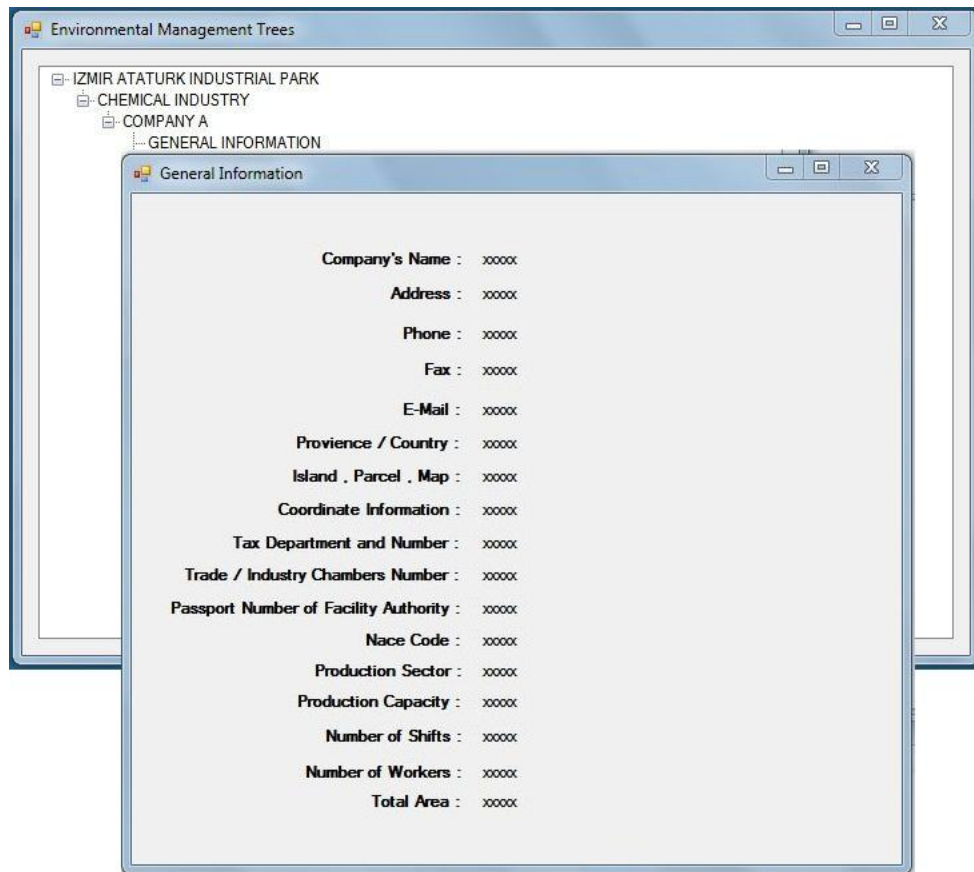 Environmental Management Trees
IZMIR ATATURK INDUSTRIAL PARK
CHEMICAL INDUSTRY
COMPANY A
GENERAL INFORMATION
General Information
Company's Name : xxxxx
Address : xxxxx
Phone : xxxxx
Fax : xxxxx
E-Mail : xxxxx
Provience / Country : xxxxx
Island , Parcel , Map : xxxxx
Coordinate Information : xxxxx
Tax Department and Number : xxxxx
Trade / Industry Chambers Number : xxxxx
Passport Number of Facility Authority : xxxxx
Nace Code : xxxxx
Production Sector : xxxxx
Production Capacity : xxxxx
Number of Shifts : xxxxx
Number of Workers : xxxxx
Total Area : xxxxx